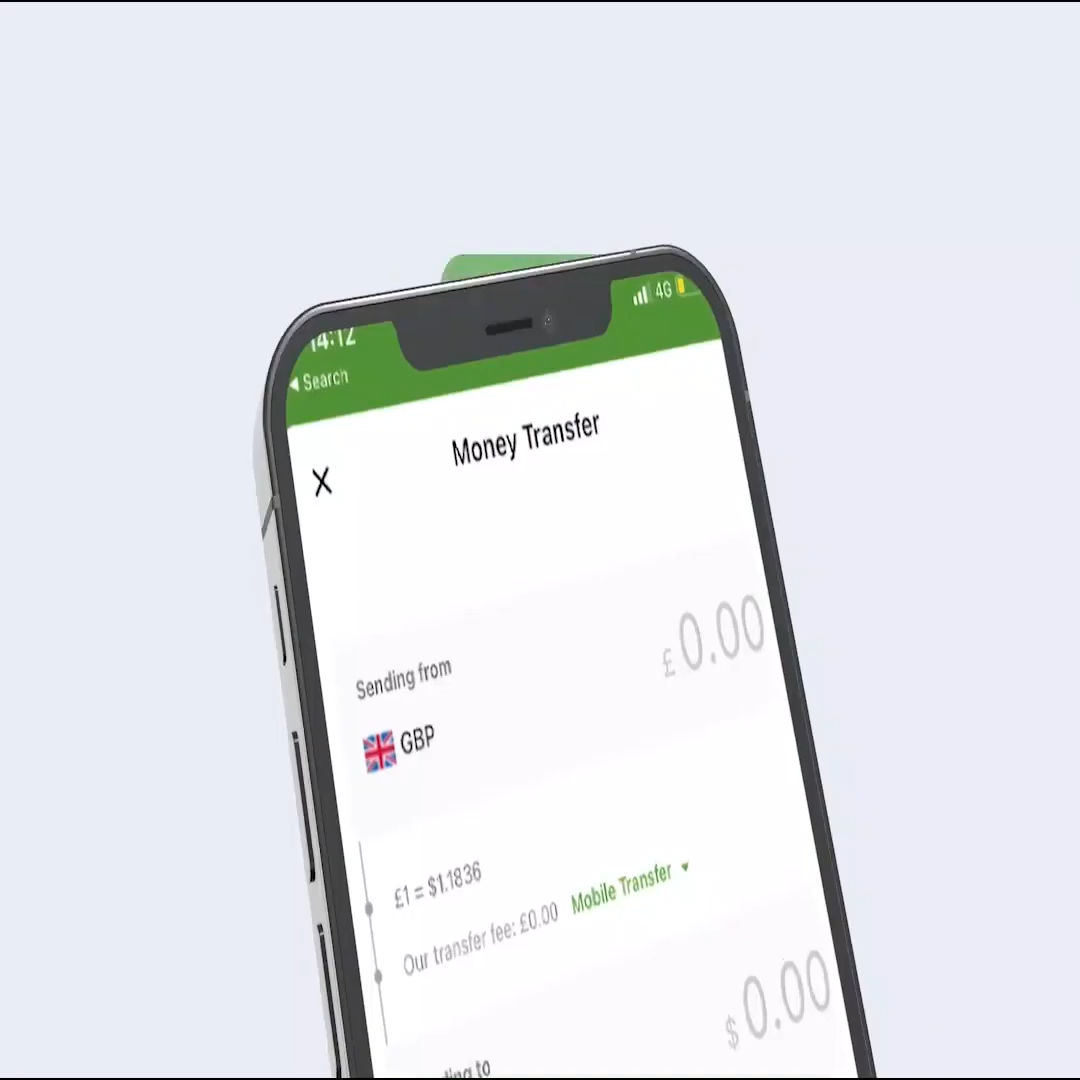 14:12
4G
◀ Search
Money Transfer
X
£0.00
Sending from
GBP
£1 = $1.1836
Our transfer fee: £0.00 Mobile Transfer ▼
$0.00
to